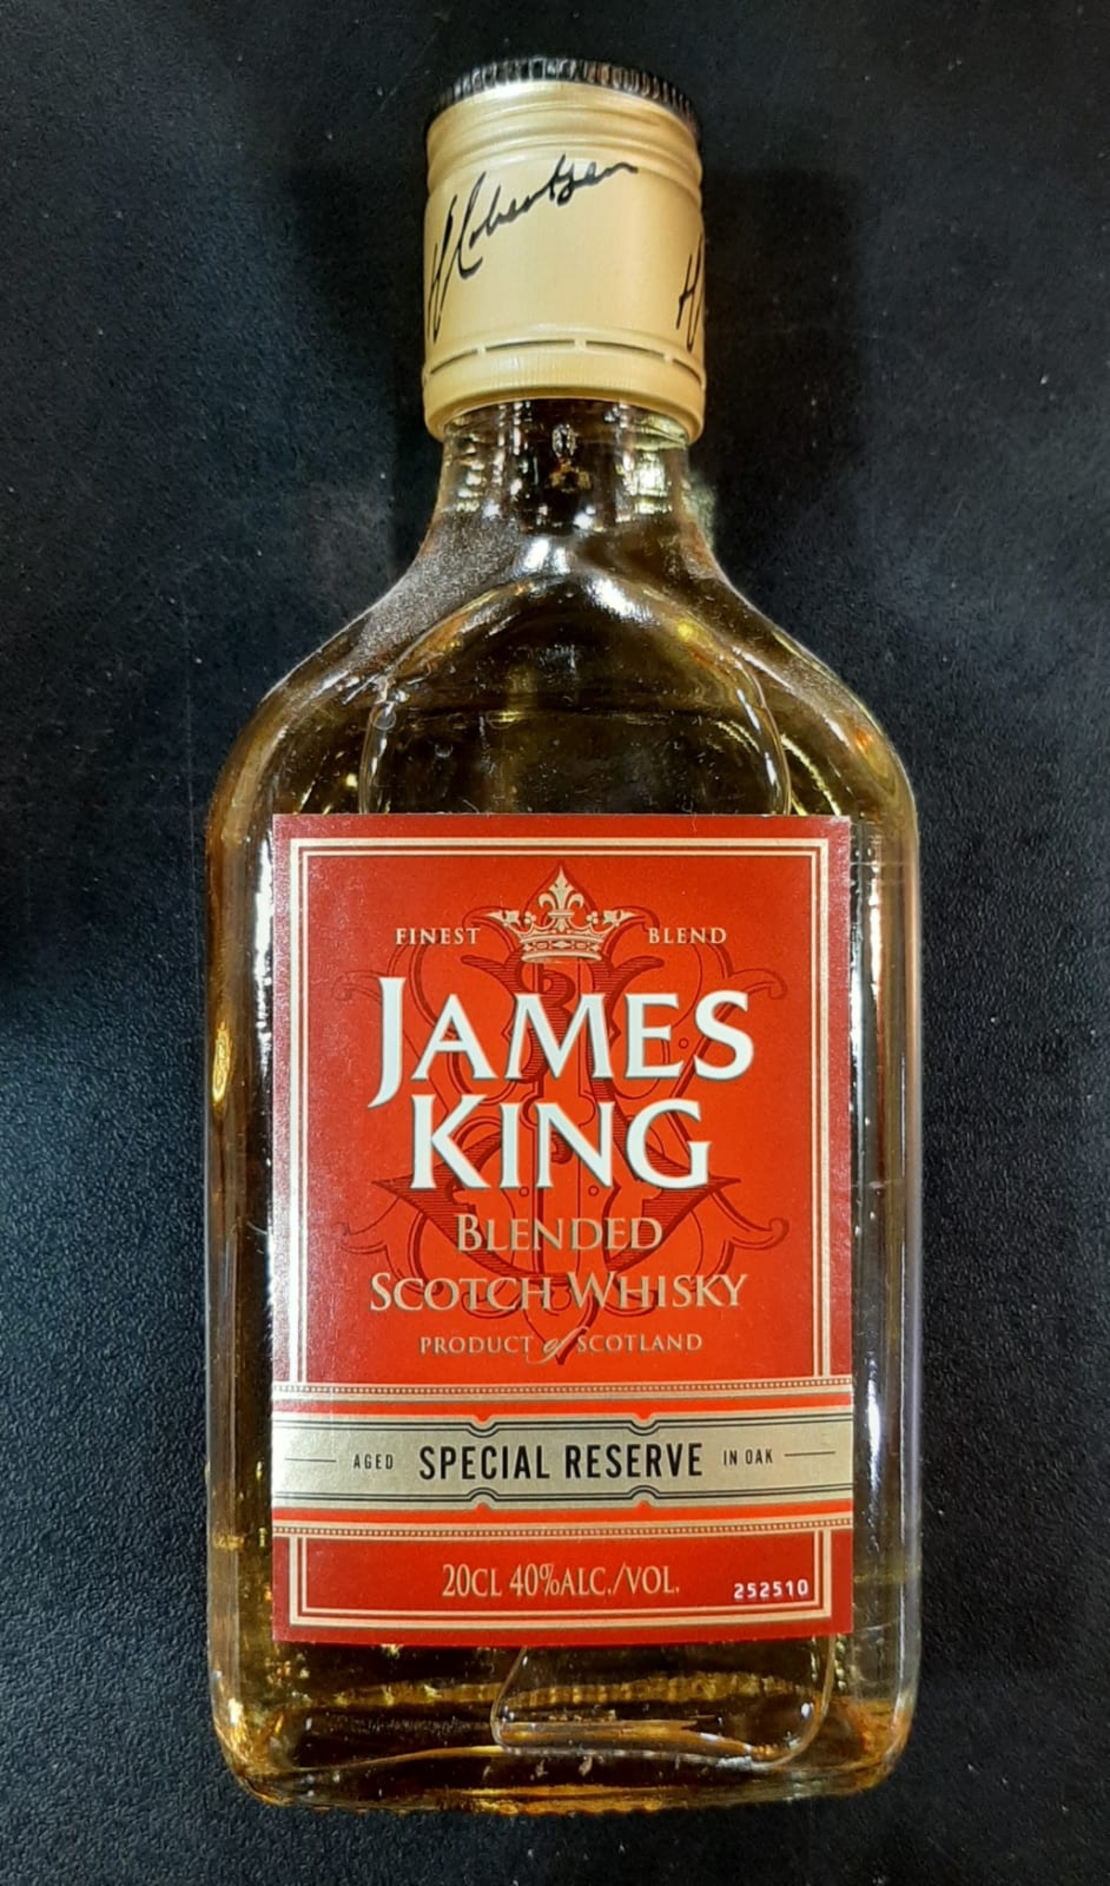 H Robertson
FINEST BLEND
JAMES
KING
BLENDED
SCOTCH WHISKY
PRODUCT of SCOTLAND
AGED SPECIAL RESERVE IN OAK
20CL 40%ALC./VOL.
252510